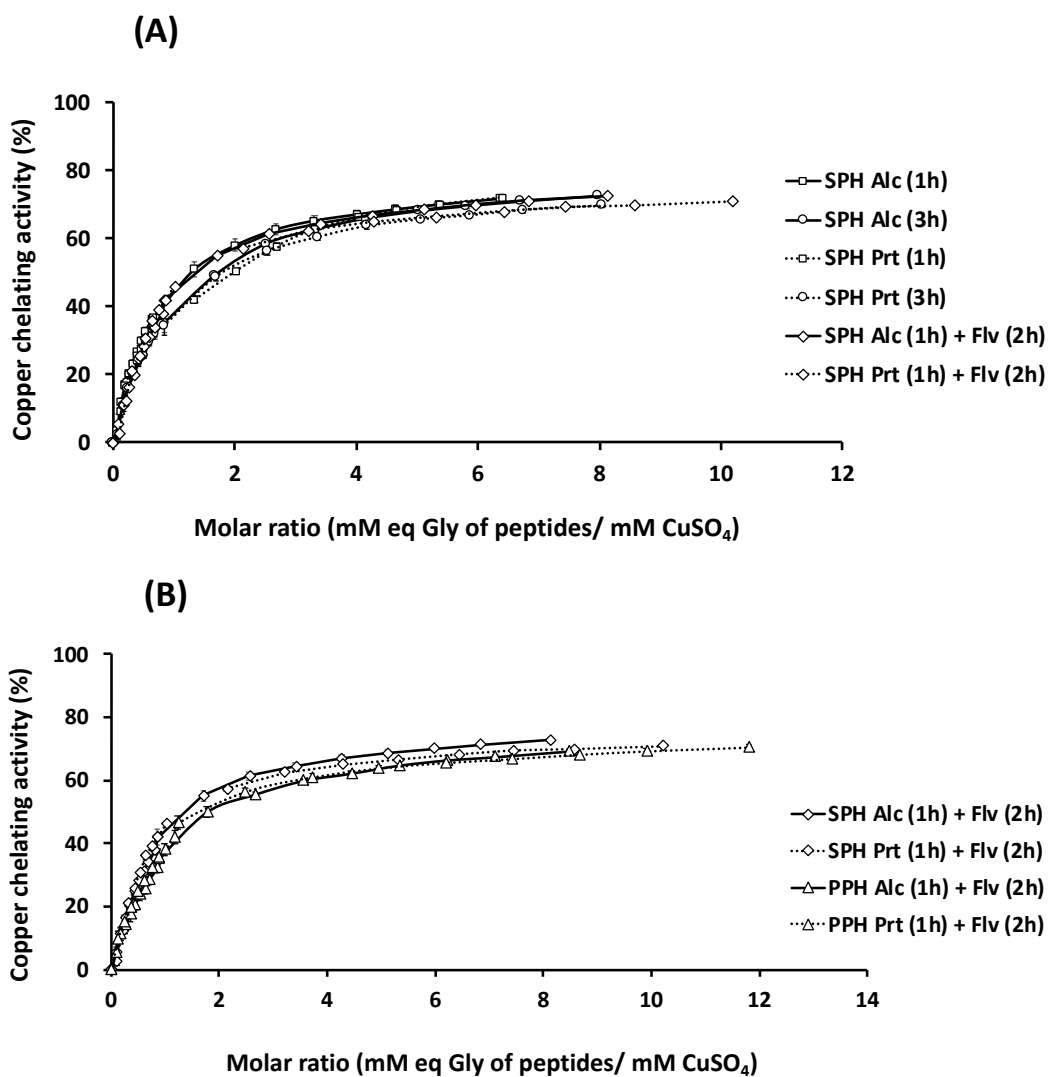 (A)
100
80
60
40
20
0
Copper chelating activity (%)
0 2 4 6 8 10 12
Molar ratio (mM eq Gly of peptides/ mM CuSO₄)
SPH Alc (1h)
SPH Alc (3h)
SPH Prt (1h)
SPH Prt (3h)
SPH Alc (1h) + Flv (2h)
SPH Prt (1h) + Flv (2h)
(B)
100
80
60
40
20
0
Copper chelating activity (%)
0 2 4 6 8 10 12 14
Molar ratio (mM eq Gly of peptides/ mM CuSO₄)
SPH Alc (1h) + Flv (2h)
SPH Prt (1h) + Flv (2h)
PPH Alc (1h) + Flv (2h)
PPH Prt (1h) + Flv (2h)